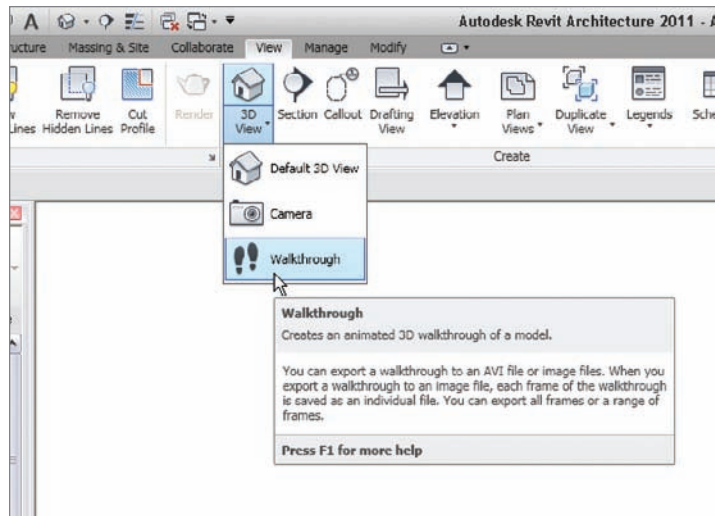 A
Autodesk Revit Architecture 2011 - A
ucture Massing & Site Collaborate View Manage Modify
w Lines
Remove Hidden Lines
Cut Profile
Render
3D View
Section
Callout
Drafting View
Elevation
Plan Views
Duplicate View
Legends
Sche
Create
Default 3D View
Camera
Walkthrough
Walkthrough
Creates an animated 3D walkthrough of a model.
You can export a walkthrough to an AVI file or image files. When you
export a walkthrough to an image file, each frame of the walkthrough
is saved as an individual file. You can export all frames or a range of
frames.
Press F1 for more help